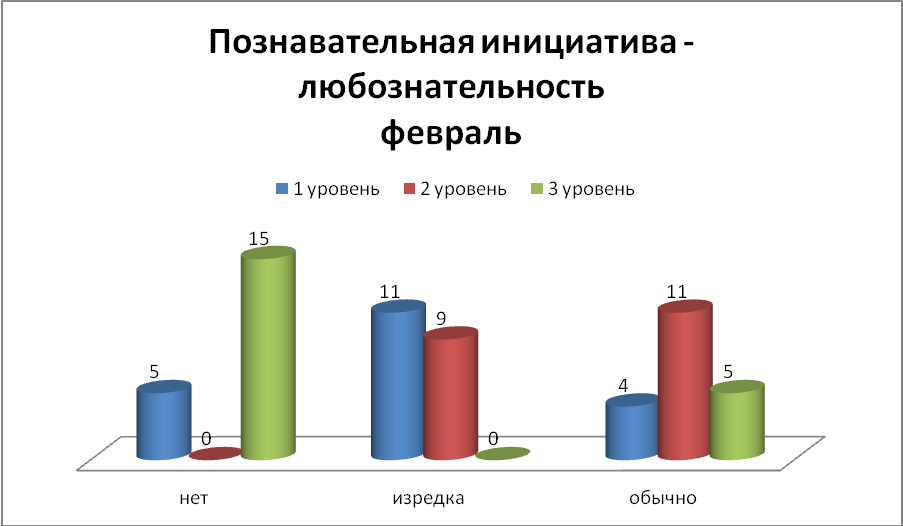 Познавательная инициатива -
любознательность
февраль
1 уровень 2 уровень 3 уровень
5
0
15
11
9
0
4
11
5
нет изредка обычно